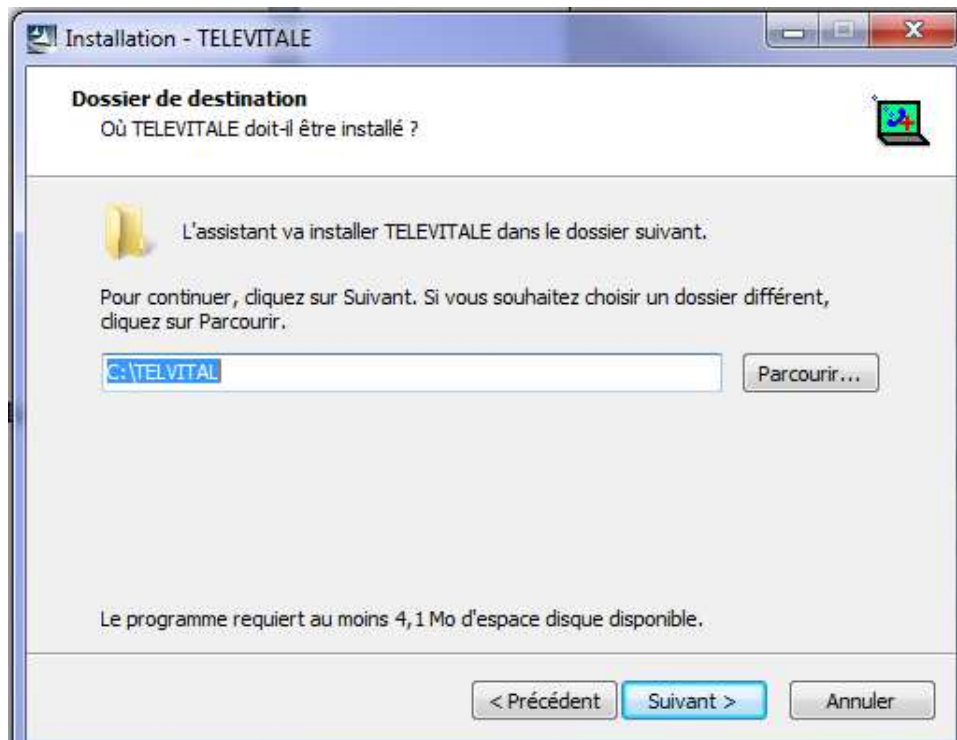 Installation - TELEVITALE
Dossier de destination
Où TELEVITALE doit-il être installé ?
L'assistant va installer TELEVITALE dans le dossier suivant.
Pour continuer, cliquez sur Suivant. Si vous souhaitez choisir un dossier différent,
cliquez sur Parcourir.
C:\TELVITAL
Parcourir...
Le programme requiert au moins 4,1 Mo d'espace disque disponible.
< Précédent
Suivant >
Annuler